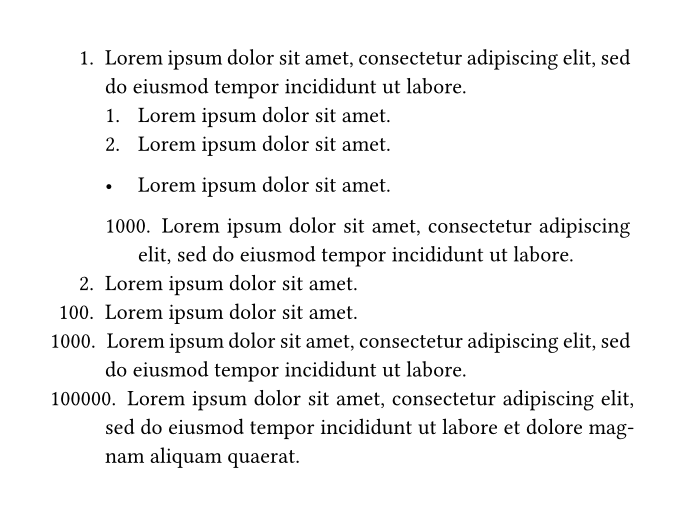 1. Lorem ipsum dolor sit amet, consectetur adipiscing elit, sed
do eiusmod tempor incididunt ut labore.
1. Lorem ipsum dolor sit amet.
2. Lorem ipsum dolor sit amet.
• Lorem ipsum dolor sit amet.
1000. Lorem ipsum dolor sit amet, consectetur adipiscing
elit, sed do eiusmod tempor incididunt ut labore.
2. Lorem ipsum dolor sit amet.
100. Lorem ipsum dolor sit amet.
1000. Lorem ipsum dolor sit amet, consectetur adipiscing elit, sed
do eiusmod tempor incididunt ut labore.
100000. Lorem ipsum dolor sit amet, consectetur adipiscing elit,
sed do eiusmod tempor incididunt ut labore et dolore mag-
nam aliquam quaerat.